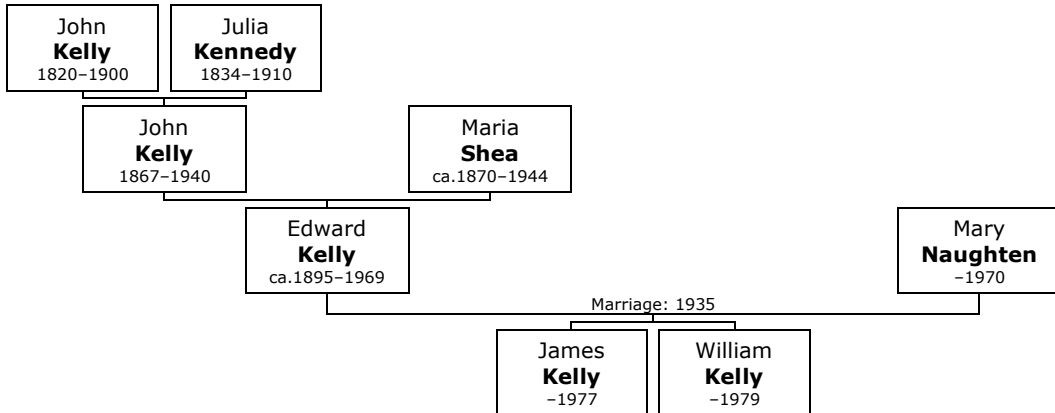 John
Kelly
1820–1900
Julia
Kennedy
1834–1910
John
Kelly
1867–1940
Maria
Shea
ca.1870–1944
Edward
Kelly
ca.1895–1969
Mary
Naughten
–1970
Marriage: 1935
James
Kelly
–1977
William
Kelly
–1979